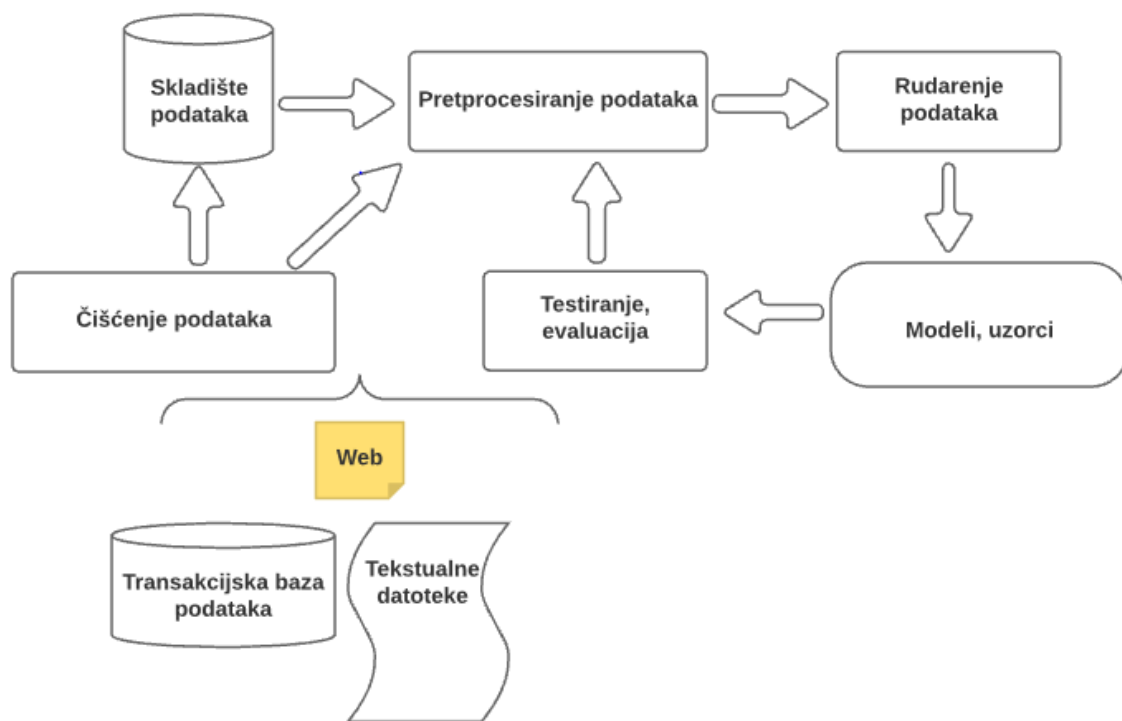 Skladište
podataka
Pretprocesiranje podataka
Rudarenje
podataka
Čišćenje podataka
Testiranje,
evaluacija
Modeli, uzorci
Web
Transakcijska baza
podataka
Tekstualne
datoteke